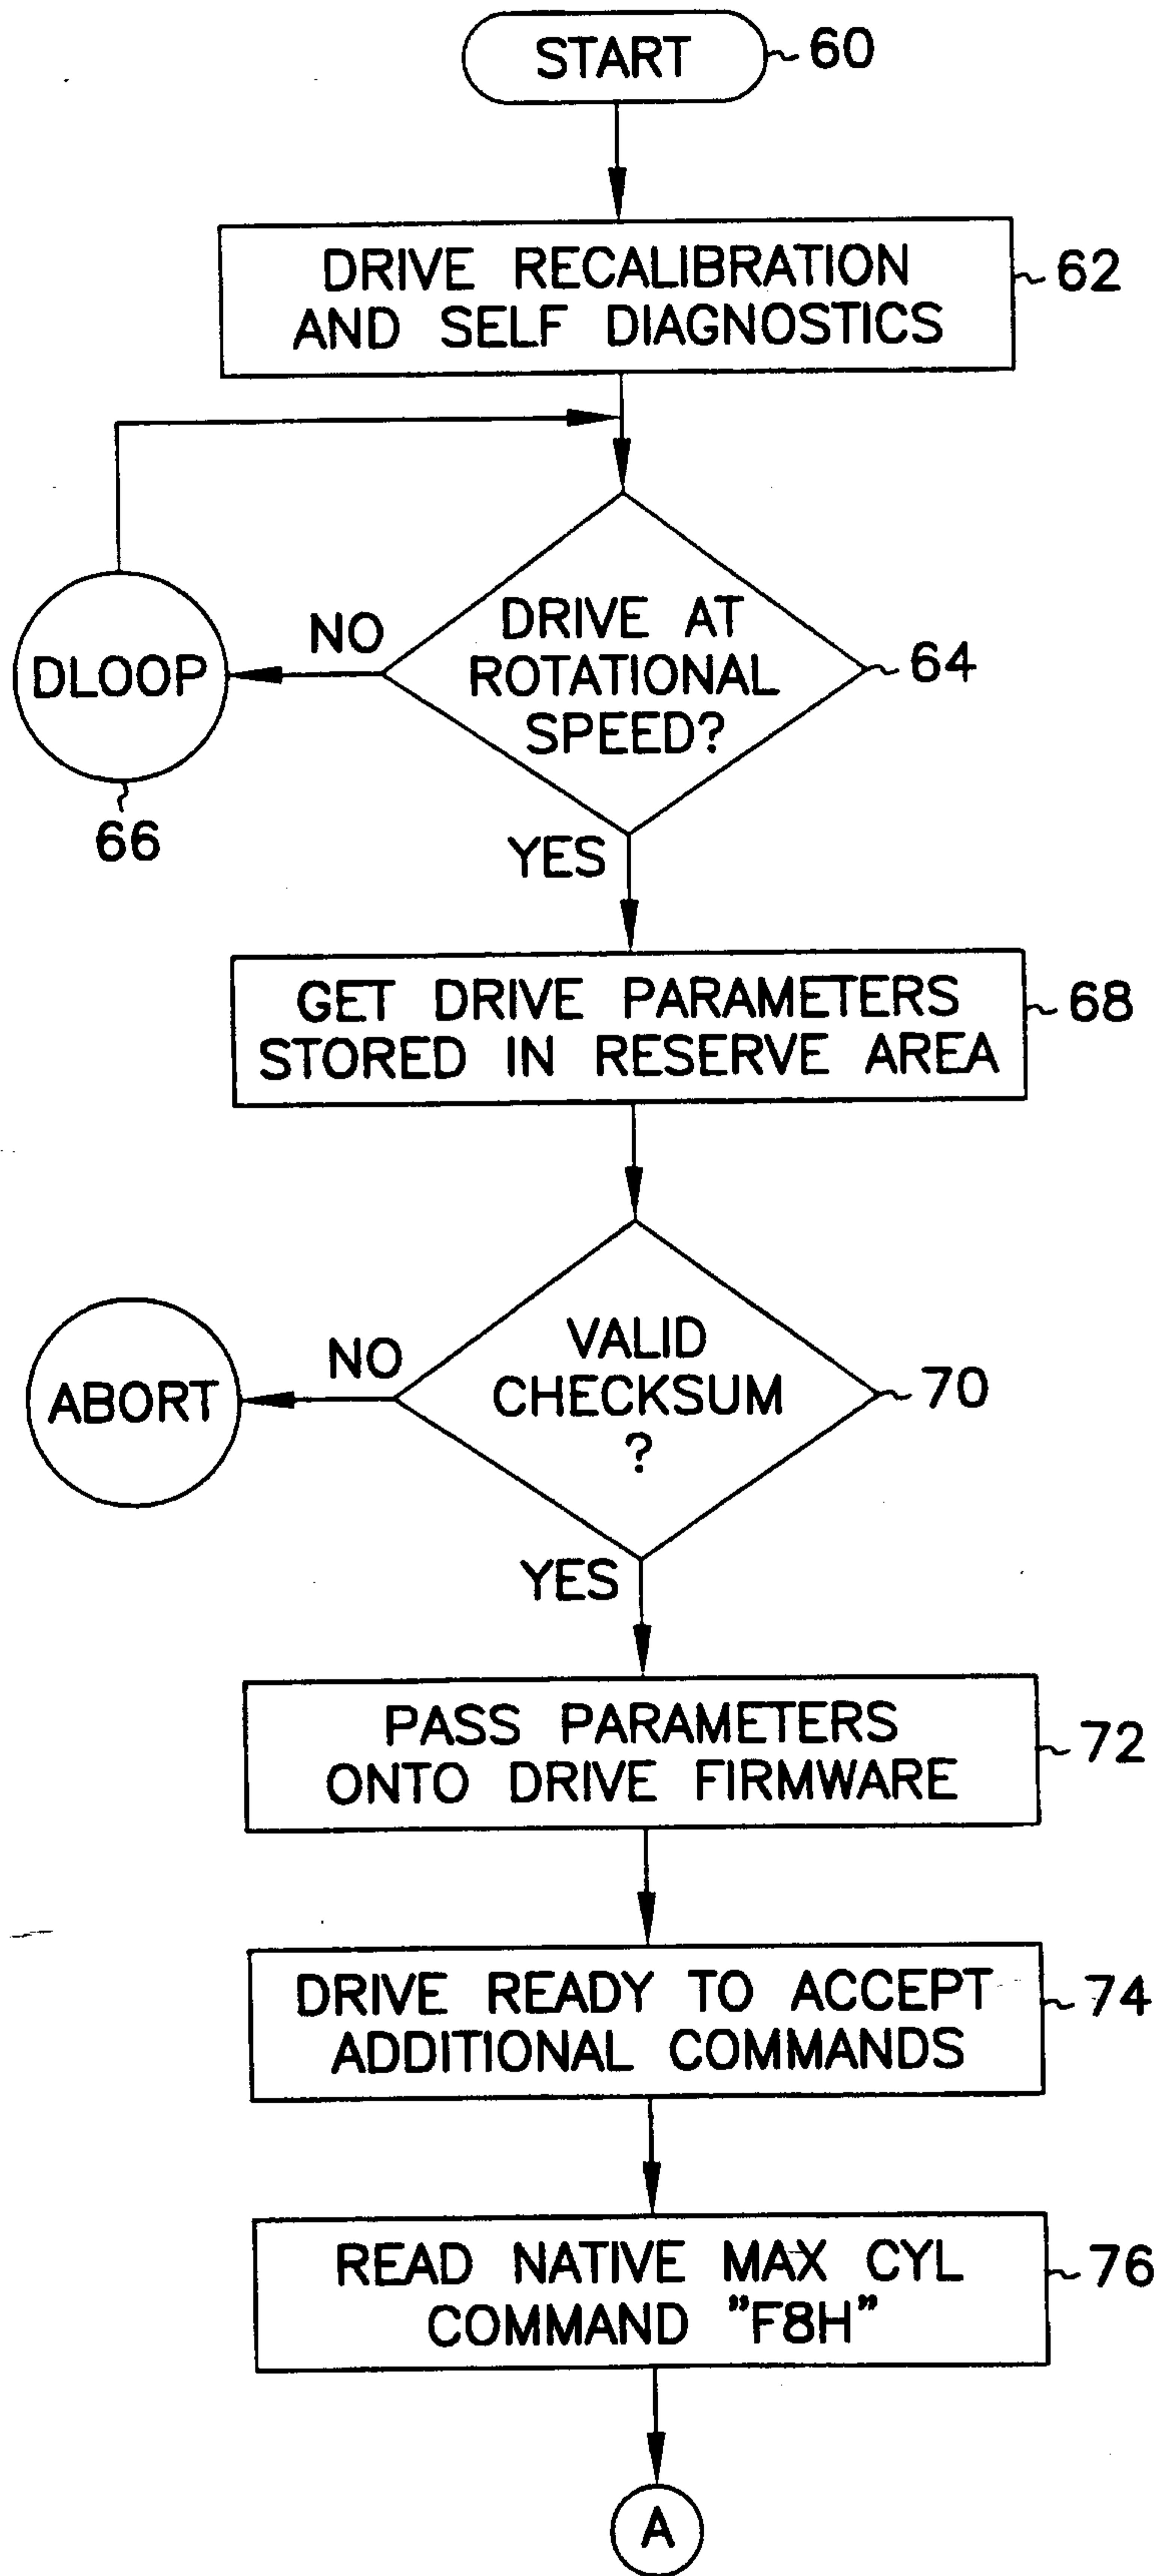 START
60
DRIVE RECALIBRATION
AND SELF DIAGNOSTICS
62
DRIVE AT
ROTATIONAL
SPEED?
64
NO
DLOOP
66
YES
GET DRIVE PARAMETERS
STORED IN RESERVE AREA
68
VALID
CHECKSUM
?
70
NO
ABORT
YES
PASS PARAMETERS
ONTO DRIVE FIRMWARE
72
DRIVE READY TO ACCEPT
ADDITIONAL COMMANDS
74
READ NATIVE MAX CYL
COMMAND "F8H"
76
A